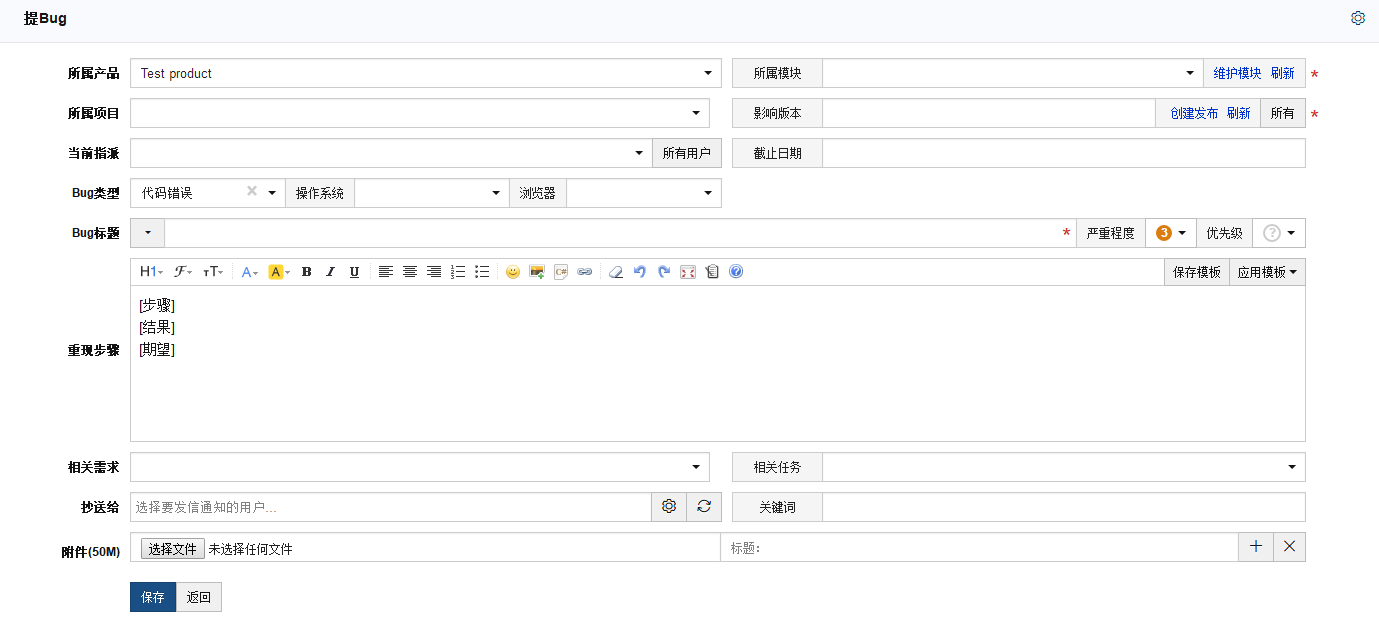 提Bug
所属产品 Test product 所属模块 维护模块 刷新 *
所属项目 影响版本 创建发布 刷新 所有 *
当前指派 所有用户 截止日期
Bug类型 代码错误 操作系统 浏览器
Bug标题 * 严重程度 3 优先级 ?
H1 F TT A A B I U C# ? 保存模板 应用模板
重现步骤
[步骤]
[结果]
[期望]
相关需求 相关任务
抄送给 选择要发信通知的用户... 关键词
附件(50M) 选择文件 未选择任何文件 标题：
保存 返回